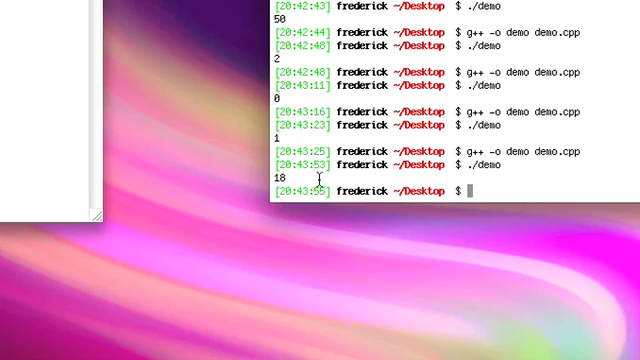 [20:42:43] frederick ~/Desktop $ ./demo
50
[20:42:44] frederick ~/Desktop $ g++ -o demo demo.cpp
[20:42:48] frederick ~/Desktop $ ./demo
2
[20:42:48] frederick ~/Desktop $ g++ -o demo demo.cpp
[20:43:11] frederick ~/Desktop $ ./demo
0
[20:43:16] frederick ~/Desktop $ g++ -o demo demo.cpp
[20:43:23] frederick ~/Desktop $ ./demo
1
[20:43:25] frederick ~/Desktop $ g++ -o demo demo.cpp
[20:43:53] frederick ~/Desktop $ ./demo
18
[20:43:55] frederick ~/Desktop $